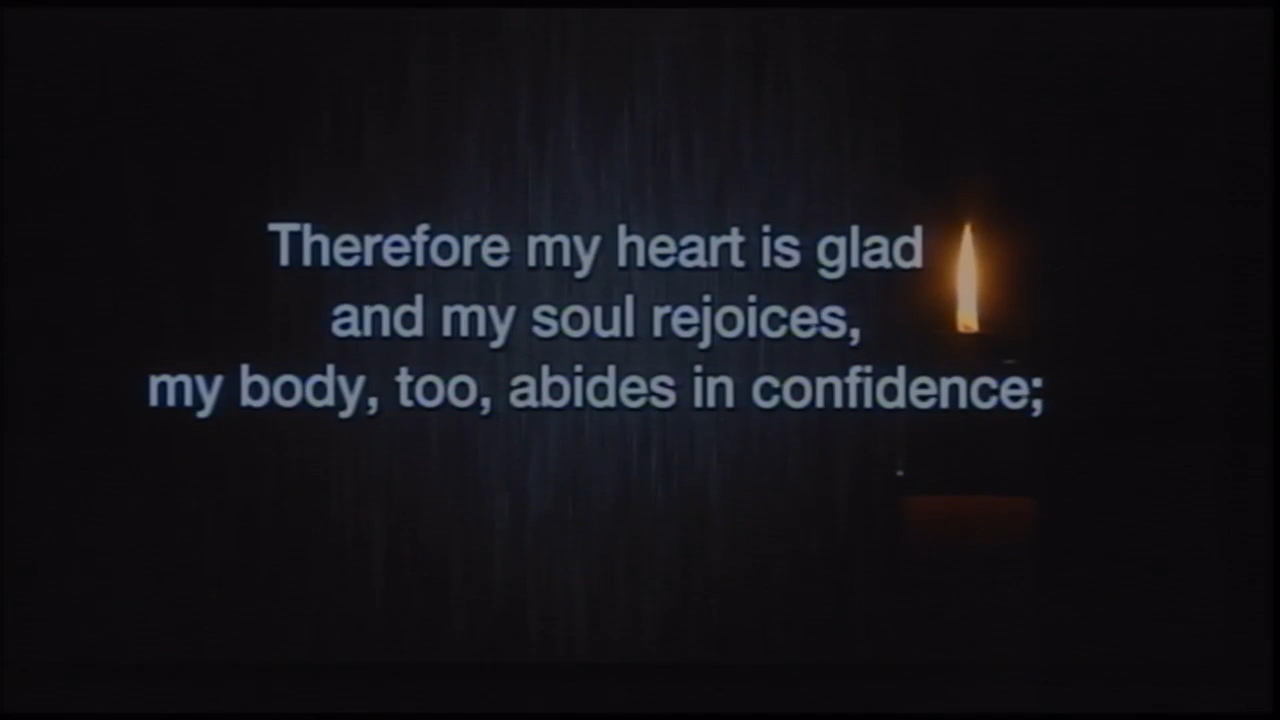 Therefore my heart is glad
and my soul rejoices,
my body, too, abides in confidence;